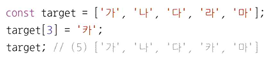 const target = ['가', '나', '다', '라', '마'];
target[3] = '카';
target; // (5) ['가', '나', '다', '카', '마']